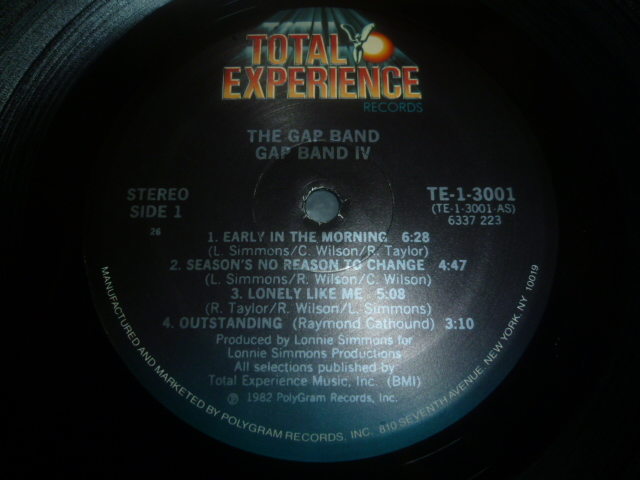 TOTAL
EXPERIENCE
RECORDS
THE GAP BAND
GAP BAND IV
STEREO
SIDE 1
26
TE-1-3001
(TE-1-3001-AS)
6337 223
1. EARLY IN THE MORNING 6:28
(L. Simmons/C. Wilson/R. Taylor)
2. SEASON'S NO REASON TO CHANGE 4:47
(L. Simmons/R. Wilson/C. Wilson)
3. LONELY LIKE ME 5:08
(R. Taylor/R. Wilson/L. Simmons)
4. OUTSTANDING (Raymond Calhound) 3:10
Produced by Lonnie Simmons for
Lonnie Simmons Productions
All selections published by
Total Experience Music, Inc. (BMI)
℗ 1982 PolyGram Records, Inc.
MANUFACTURED AND MARKETED BY POLYGRAM RECORDS, INC. 810 SEVENTH AVENUE, NEW YORK, NY 10019